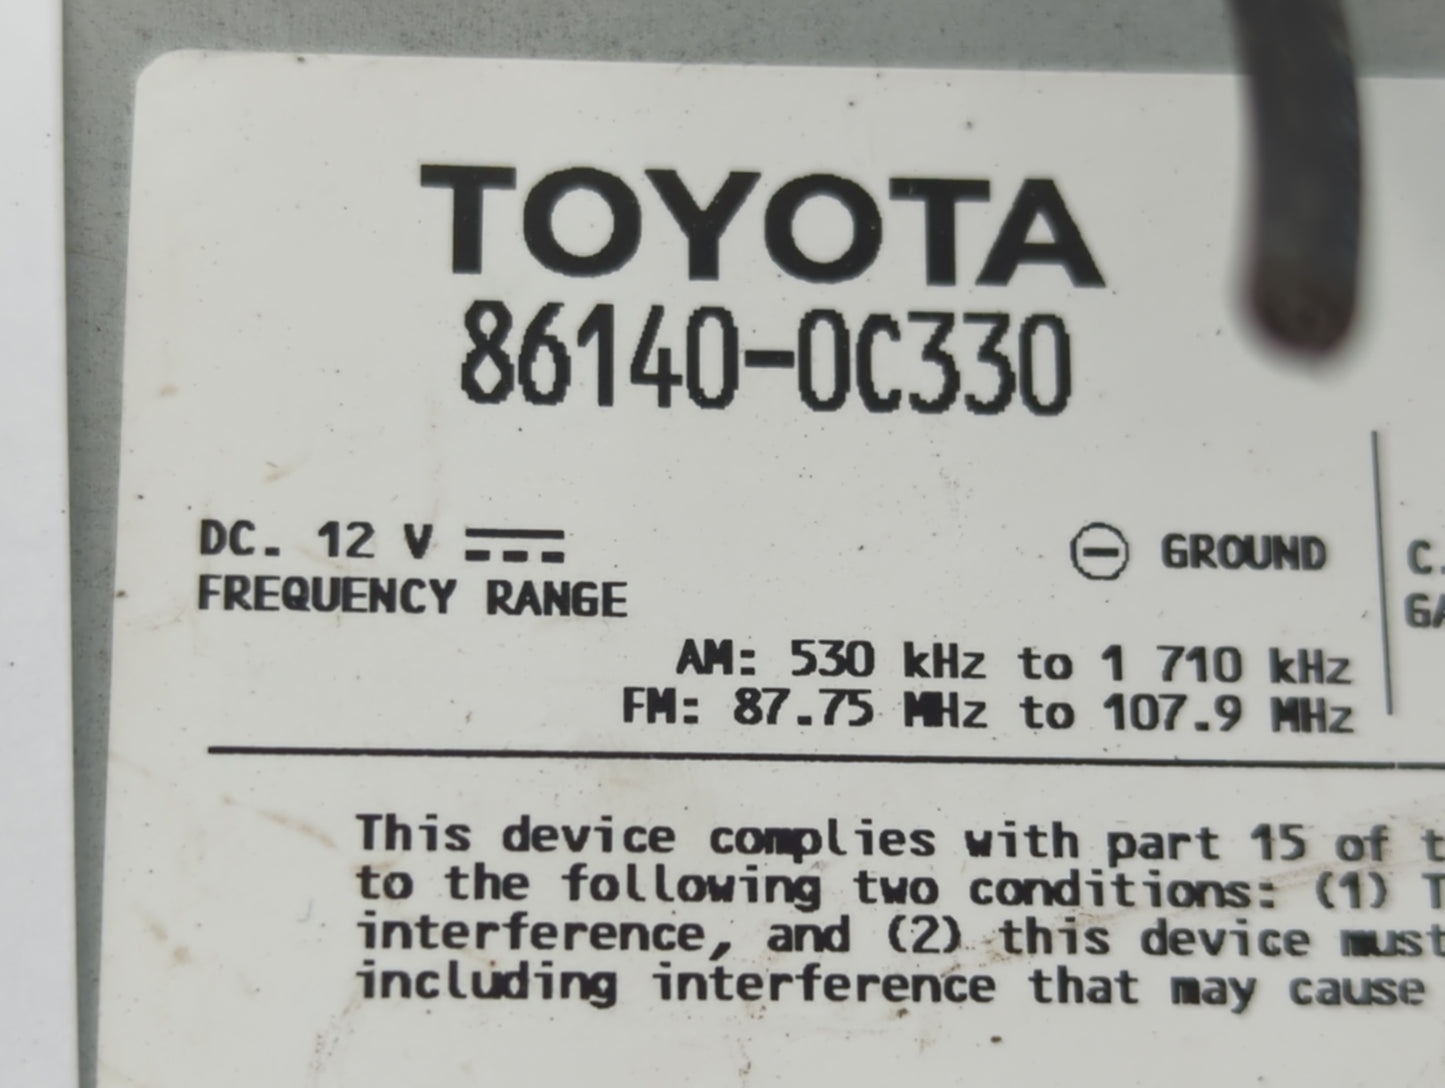 TOYOTA
86140-0C330
DC. 12 V
GROUND
FREQUENCY RANGE
AM: 530 kHz to 1 710 kHz
FM: 87.75 MHz to 107.9 MHz
C.
GA
This device complies with part 15 of t
to the following two conditions: (1) T
interference, and (2) this device must
including interference that may cause